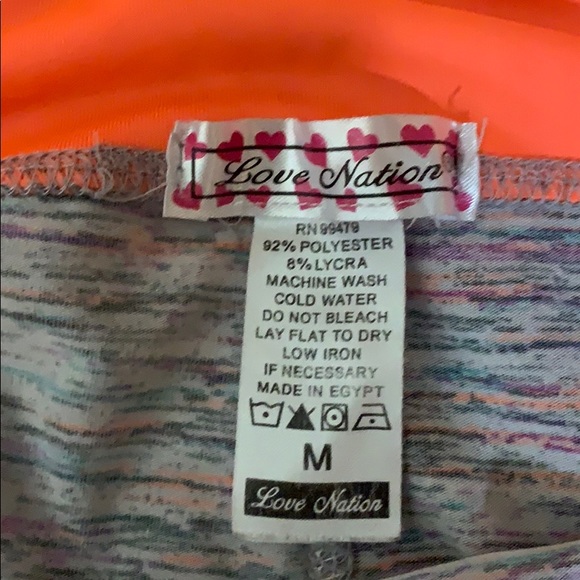 Love Nation
RN 99479
92% POLYESTER
8% LYCRA
MACHINE WASH
COLD WATER
DO NOT BLEACH
LAY FLAT TO DRY
LOW IRON
IF NECESSARY
MADE IN EGYPT
M
Love Nation